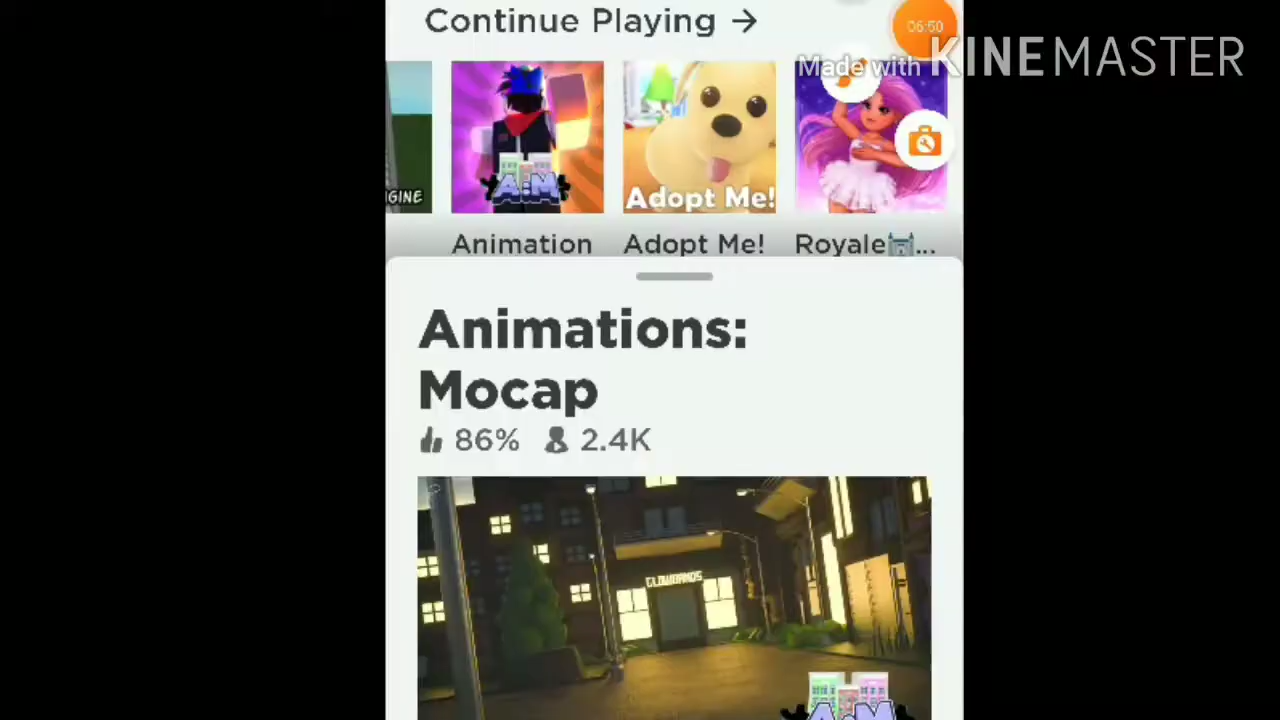 Continue Playing →
06:50
Made with KINEMASTER
GINE
A:M
Adopt Me!
Animation
Adopt Me!
Royale🏰...
Animations:
Mocap
86% 2.4K
A:M